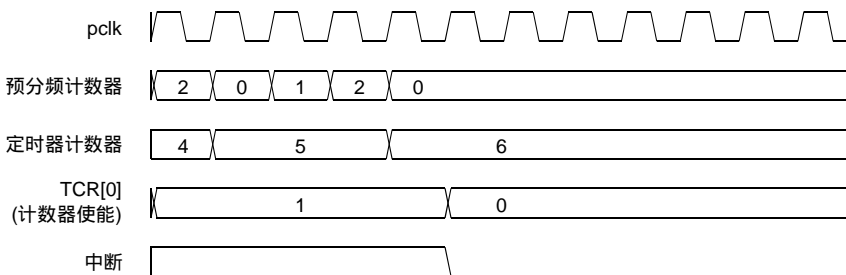 pclk
预分频计数器 2 0 1 2 0
定时器计数器 4 5 6
TCR[0]
(计数器使能) 1 0
中断